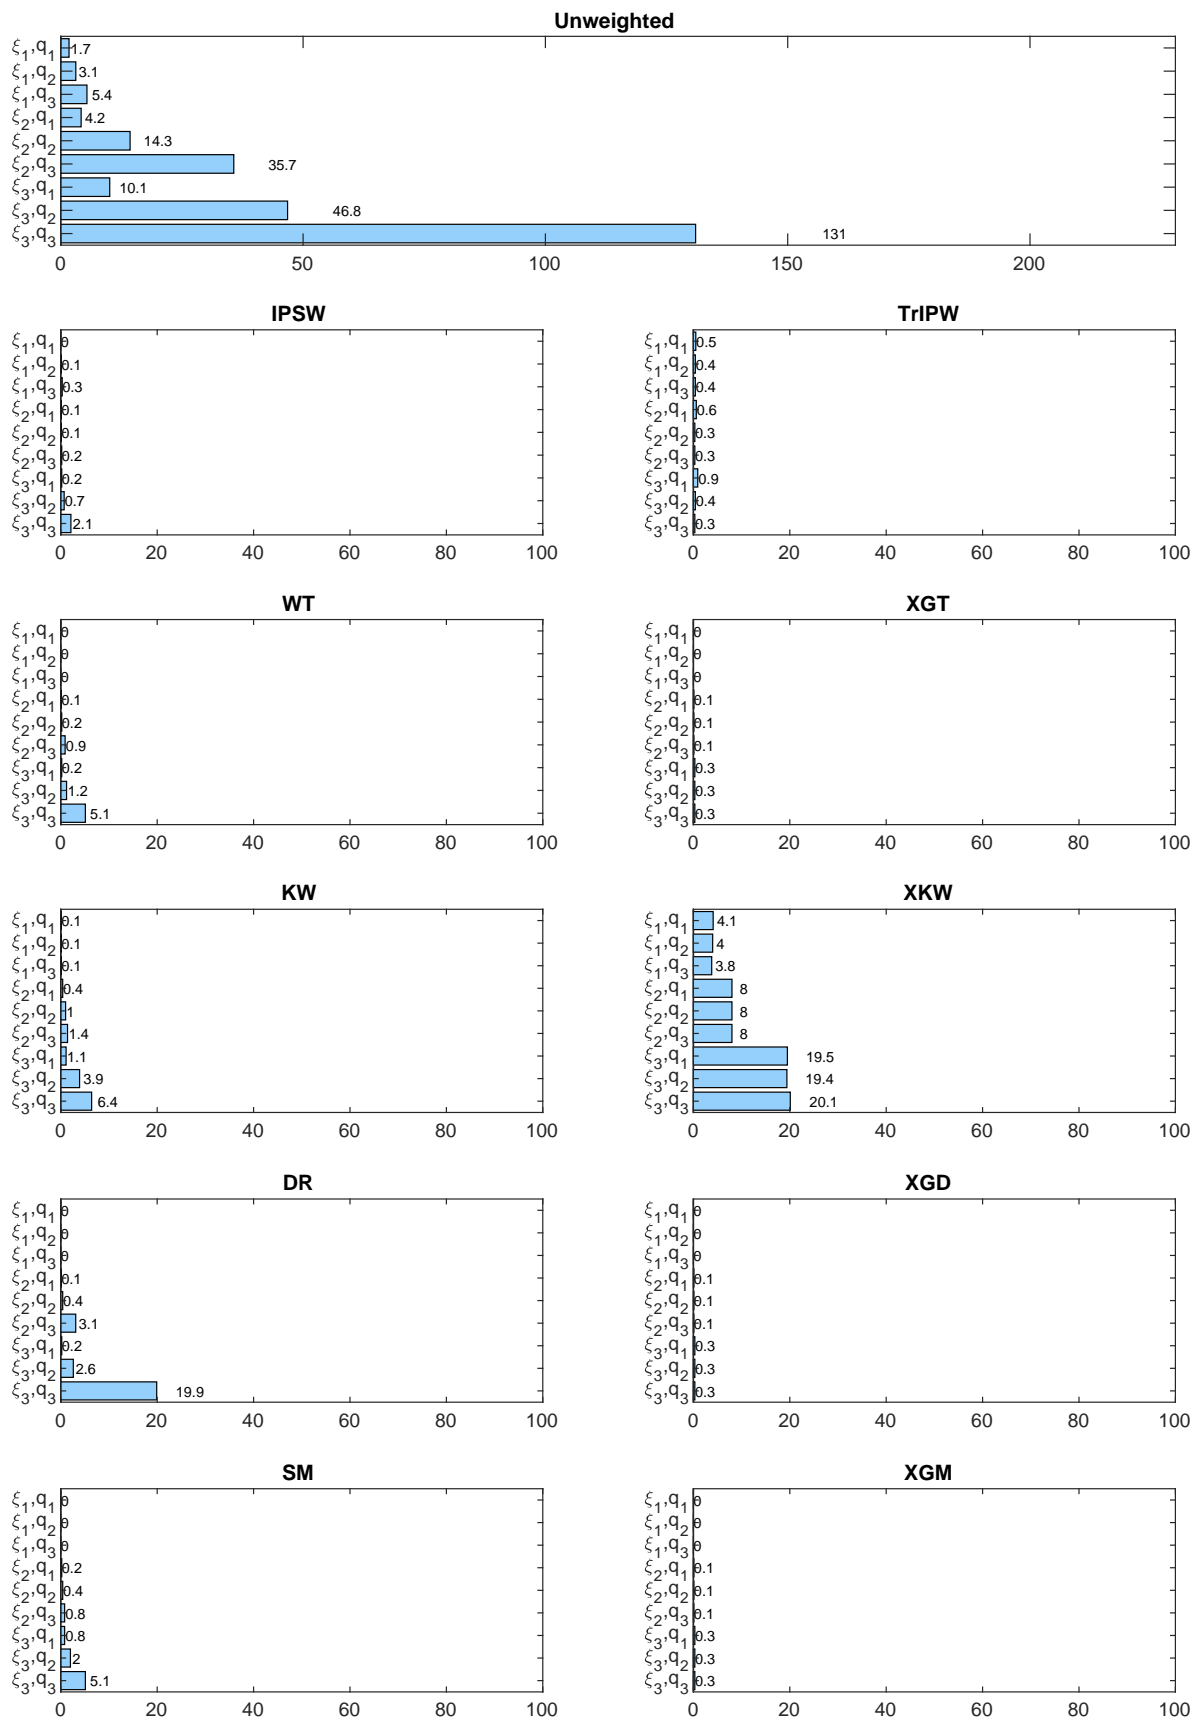 Unweighted
ξ1,q1 1.7
ξ1,q2 3.1
ξ1,q3 5.4
ξ2,q1 4.2
ξ2,q2 14.3
ξ2,q3 35.7
ξ3,q1 10.1
ξ3,q2 46.8
ξ3,q3 131
0 50 100 150 200
IPSW
ξ1,q1 0
ξ1,q2 0.1
ξ1,q3 0.3
ξ2,q1 0.1
ξ2,q2 0.1
ξ2,q3 0.2
ξ3,q1 0.2
ξ3,q2 0.7
ξ3,q3 2.1
0 20 40 60 80 100
TrIPW
ξ1,q1 0.5
ξ1,q2 0.4
ξ1,q3 0.4
ξ2,q1 0.6
ξ2,q2 0.3
ξ2,q3 0.3
ξ3,q1 0.9
ξ3,q2 0.4
ξ3,q3 0.3
0 20 40 60 80 100
WT
ξ1,q1 0
ξ1,q2 0
ξ1,q3 0
ξ2,q1 0.1
ξ2,q2 0.2
ξ2,q3 0.9
ξ3,q1 0.2
ξ3,q2 1.2
ξ3,q3 5.1
0 20 40 60 80 100
XGT
ξ1,q1 0
ξ1,q2 0
ξ1,q3 0
ξ2,q1 0.1
ξ2,q2 0.1
ξ2,q3 0.1
ξ3,q1 0.3
ξ3,q2 0.3
ξ3,q3 0.3
0 20 40 60 80 100
KW
ξ1,q1 0.1
ξ1,q2 0.1
ξ1,q3 0.1
ξ2,q1 0.4
ξ2,q2 1
ξ2,q3 1.4
ξ3,q1 1.1
ξ3,q2 3.9
ξ3,q3 6.4
0 20 40 60 80 100
XKW
ξ1,q1 4.1
ξ1,q2 4
ξ1,q3 3.8
ξ2,q1 8
ξ2,q2 8
ξ2,q3 8
ξ3,q1 19.5
ξ3,q2 19.4
ξ3,q3 20.1
0 20 40 60 80 100
DR
ξ1,q1 0
ξ1,q2 0
ξ1,q3 0
ξ2,q1 0.1
ξ2,q2 0.4
ξ2,q3 3.1
ξ3,q1 0.2
ξ3,q2 2.6
ξ3,q3 19.9
0 20 40 60 80 100
XGD
ξ1,q1 0
ξ1,q2 0
ξ1,q3 0
ξ2,q1 0.1
ξ2,q2 0.1
ξ2,q3 0.1
ξ3,q1 0.3
ξ3,q2 0.3
ξ3,q3 0.3
0 20 40 60 80 100
SM
ξ1,q1 0
ξ1,q2 0
ξ1,q3 0
ξ2,q1 0.2
ξ2,q2 0.4
ξ2,q3 0.8
ξ3,q1 0.8
ξ3,q2 2
ξ3,q3 5.1
0 20 40 60 80 100
XGM
ξ1,q1 0
ξ1,q2 0
ξ1,q3 0
ξ2,q1 0.1
ξ2,q2 0.1
ξ2,q3 0.1
ξ3,q1 0.3
ξ3,q2 0.3
ξ3,q3 0.3
0 20 40 60 80 100